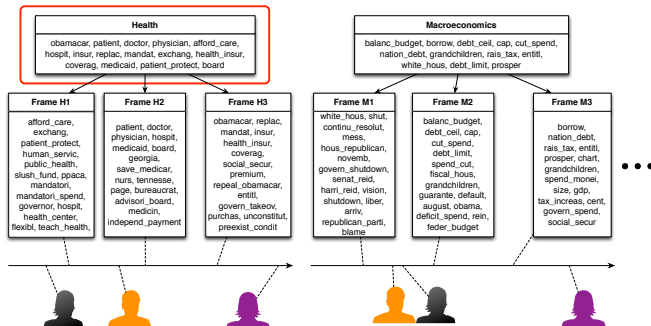 Health
obamacar, patient, doctor, physician, afford_care,
hospit, insur, replac, mandat, exchang, health_insur,
coverag, medicaid, patient_protect, board
Macroeconomics
balanc_budget, borrow, debt_ceil, cap, cut_spend,
nation_debt, grandchildren, rais_tax, entitl,
white_hous, debt_limit, prosper
Frame H1
afford_care,
exchang,
patient_protect,
human_servic,
public_health,
slush_fund, ppaca,
mandatori,
mandatori_spend,
governor, hospit,
health_center,
flexibl, teach_health,
Frame H2
patient, doctor,
physician, hospit,
medicaid, board,
georgia,
save_medicar,
nurs, tennesse,
page, bureaucrat,
advisori_board,
medicin,
independ_payment
Frame H3
obamacar, replac,
mandat, insur,
health_insur,
coverag,
social_secur,
premium,
repeal_obamacar,
entitl,
govern_takeov,
purchas, unconstitut,
preexist_condit
Frame M1
white_hous, shut,
continu_resolut,
mess,
hous_republican,
novemb,
govern_shutdown,
senat_reid,
harri_reid, vision,
shutdown, liber,
arriv,
republican_parti,
blame
Frame M2
balanc_budget,
debt_ceil, cap,
cut_spend,
debt_limit,
spend_cut,
fiscal_hous,
grandchildren,
guarante, default,
august, obama,
deficit_spend, rein,
feder_budget
Frame M3
borrow,
nation_debt,
rais_tax, entitl,
prosper, chart,
grandchildren,
spend_monei,
size, gdp,
tax_increas, cent,
govern_spend,
social_secur